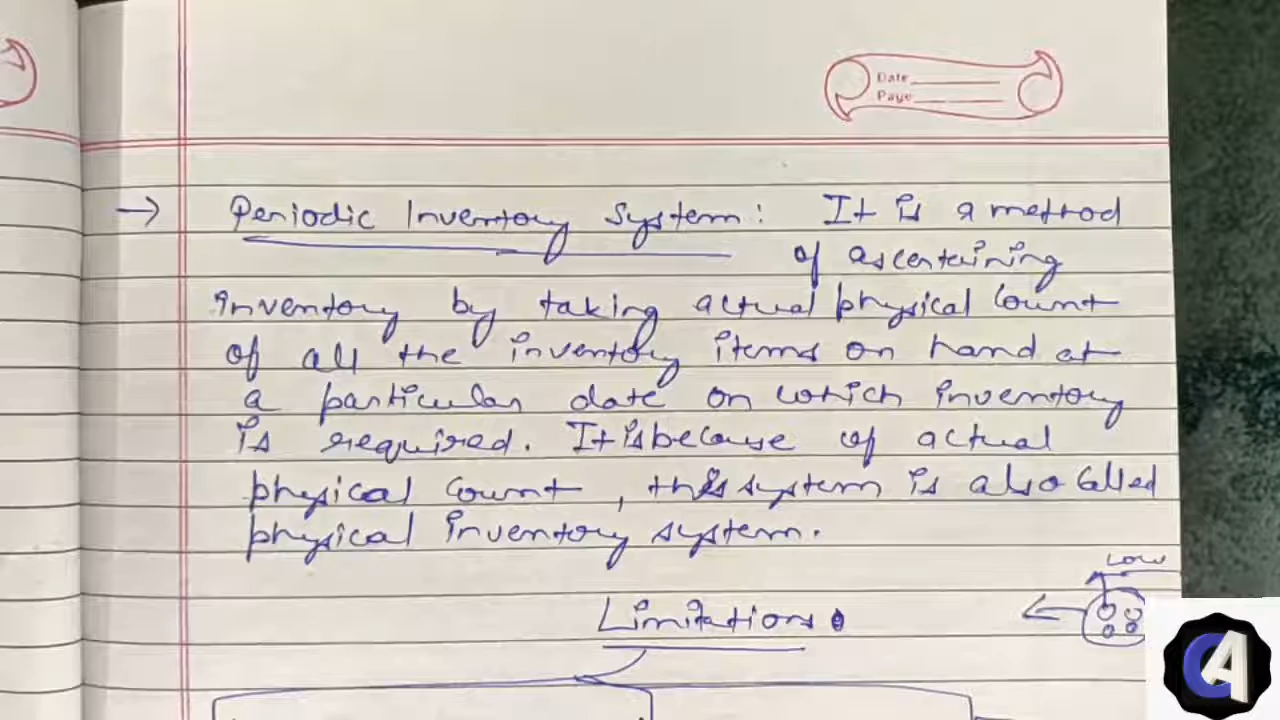 Date
Page
→ Periodic Inventory System: It is a method
of ascertaining
inventory by taking actual physical count
of all the inventory items on hand at
a particular date on which inventory
is required. It is because of actual
physical count, this system is also called
physical inventory system.
Low
Limitations
CA